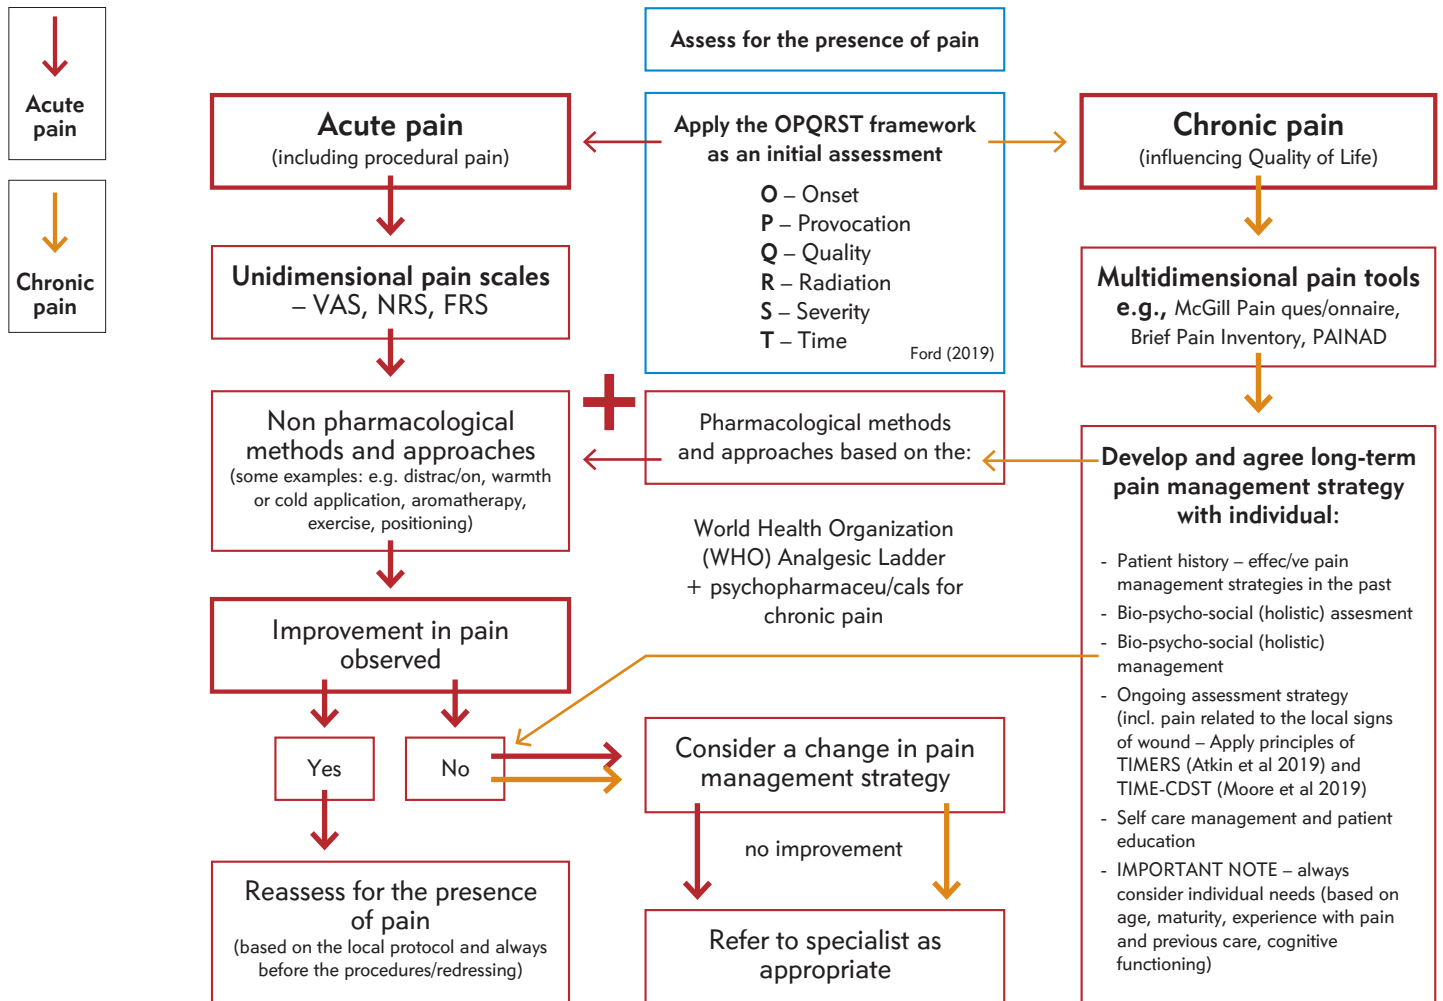 Acute
pain
Chronic
pain
Assess for the presence of pain
Acute pain
(including procedural pain)
Apply the OPQRST framework
as an initial assessment
O – Onset
P – Provocation
Q – Quality
R – Radiation
S – Severity
T – Time
Ford (2019)
Chronic pain
(influencing Quality of Life)
Unidimensional pain scales
– VAS, NRS, FRS
Multidimensional pain tools
e.g., McGill Pain ques/onnaire,
Brief Pain Inventory, PAINAD
Non pharmacological
methods and approaches
(some examples: e.g. distrac/on, warmth
or cold application, aromatherapy,
exercise, positioning)
+
Pharmacological methods
and approaches based on the:
World Health Organization
(WHO) Analgesic Ladder
+ psychopharmaceu/cals for
chronic pain
Develop and agree long-term
pain management strategy
with individual:
- Patient history – effec/ve pain
management strategies in the past
- Bio-psycho-social (holistic) assesment
- Bio-psycho-social (holistic)
management
- Ongoing assessment strategy
(incl. pain related to the local signs
of wound – Apply principles of
TIMERS (Atkin et al 2019) and
TIME-CDST (Moore et al 2019)
- Self care management and patient
education
- IMPORTANT NOTE – always
consider individual needs (based on
age, maturity, experience with pain
and previous care, cognitive
functioning)
Improvement in pain
observed
Yes
No
Consider a change in pain
management strategy
no improvement
Reassess for the presence
of pain
(based on the local protocol and always
before the procedures/redressing)
Refer to specialist as
appropriate